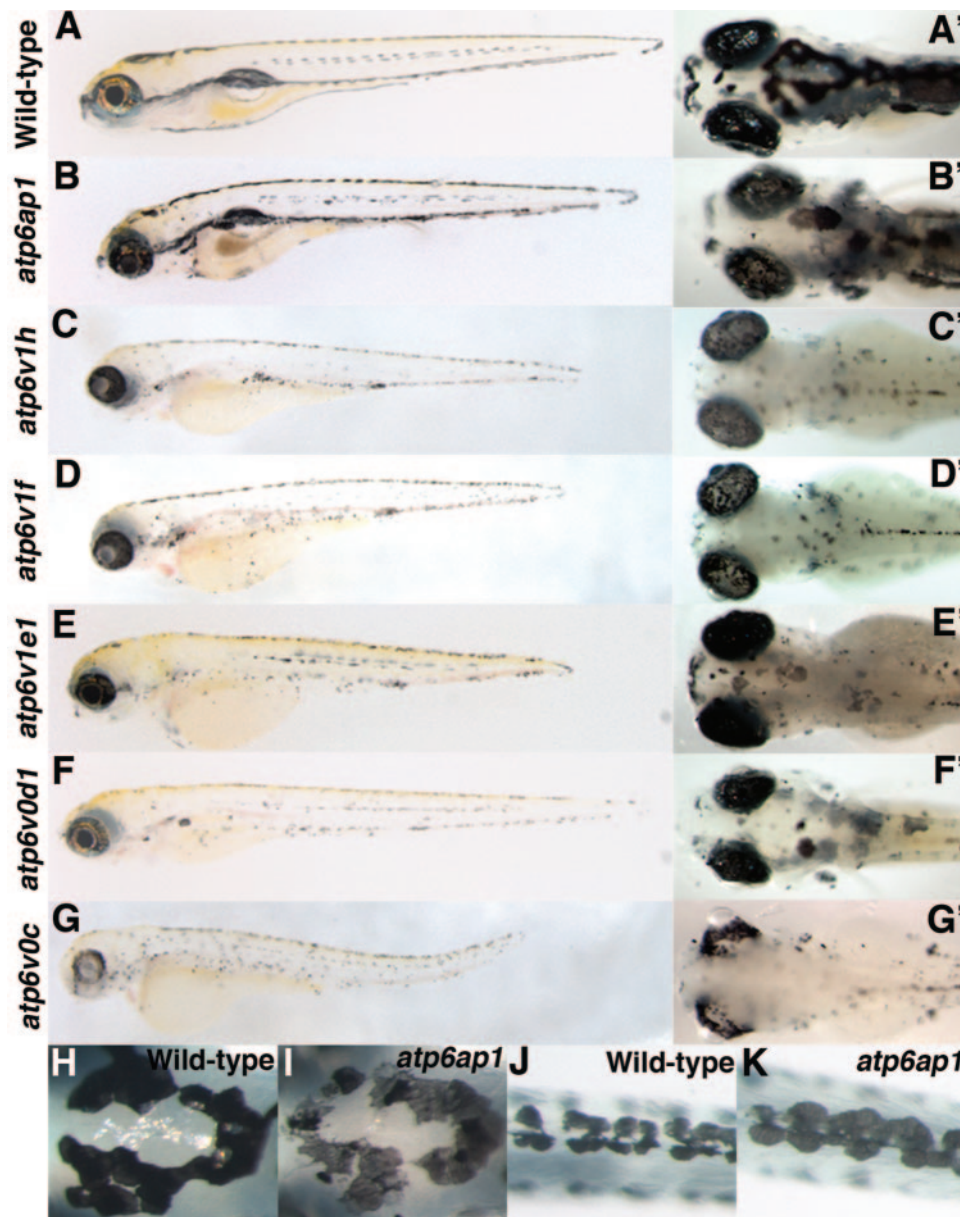 Wild-type
A
A'
atp6ap1
B
B'
atp6v1h
C
C'
atp6v1f
D
D'
atp6v1e1
E
E'
atp6v0d1
F
F'
atp6v0c
G
G'
H Wild-type
I atp6ap1
J Wild-type
K atp6ap1